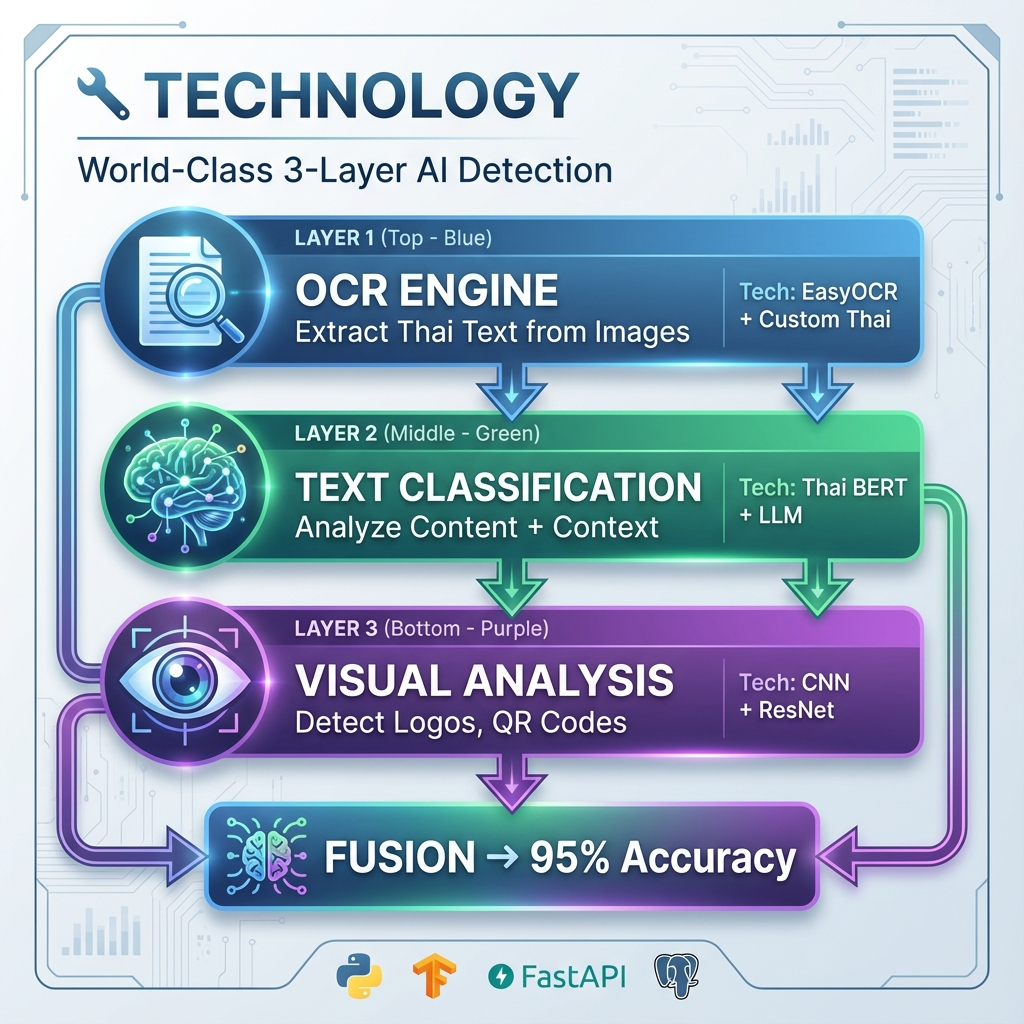 TECHNOLOGY
World-Class 3-Layer AI Detection
LAYER 1 (Top - Blue)
OCR ENGINE
Extract Thai Text from Images
Tech: EasyOCR
+ Custom Thai
LAYER 2 (Middle - Green)
TEXT CLASSIFICATION
Analyze Content + Context
Tech: Thai BERT
+ LLM
LAYER 3 (Bottom - Purple)
VISUAL ANALYSIS
Detect Logos, QR Codes
Tech: CNN
+ ResNet
FUSION → 95% Accuracy
FastAPI